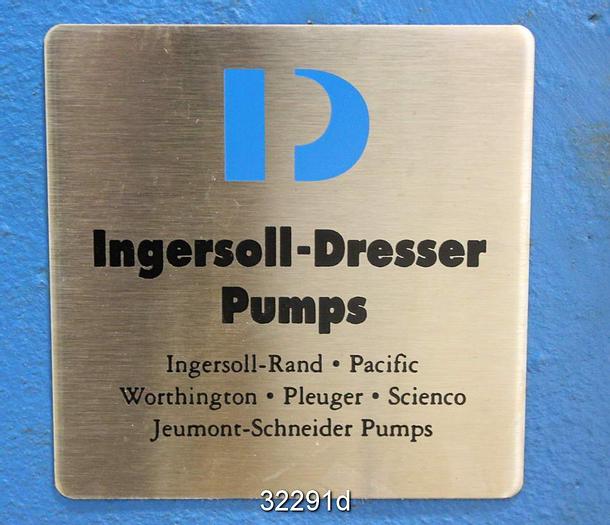 Ingersoll-Dresser
Pumps
Ingersoll-Rand • Pacific
Worthington • Pleuger • Scienco
Jeumont-Schneider Pumps
32291d